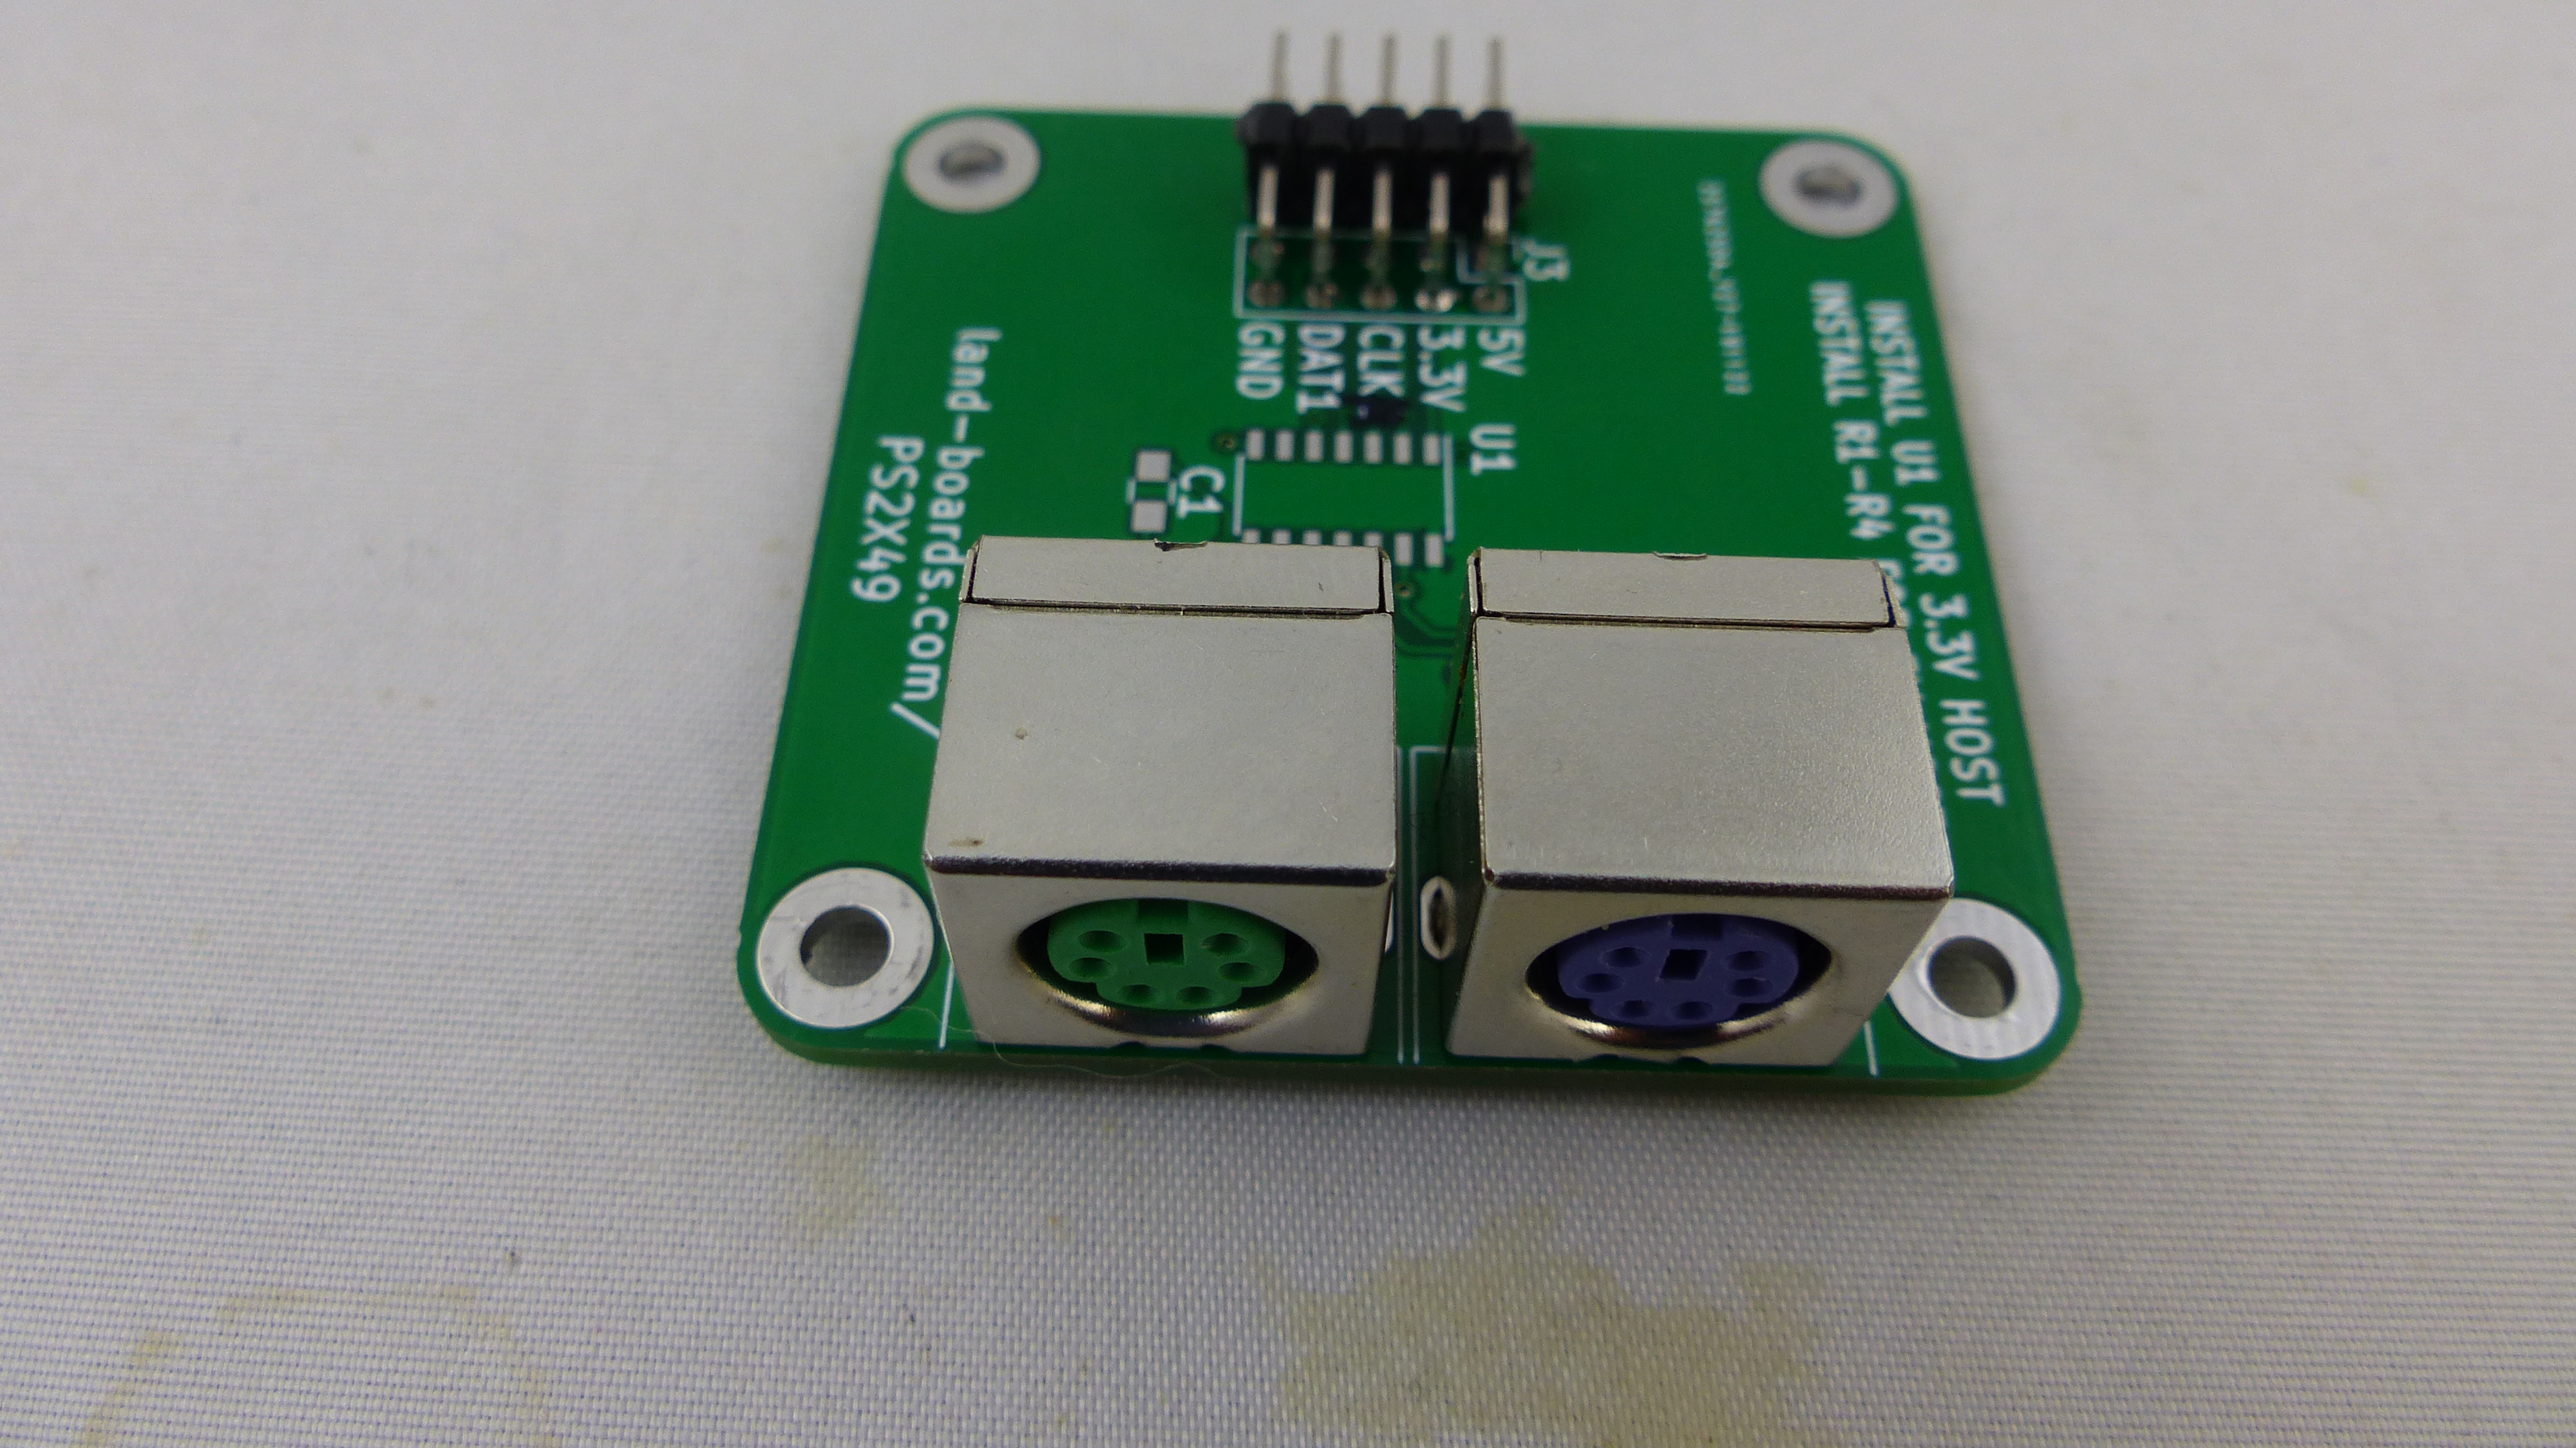 J3
5V
3.3V
CLK
DAT1
GND
U1
C1
INSTALL U1 FOR 3.3V HOST
INSTALL R1-R4
land-boards.com/
PS2X449